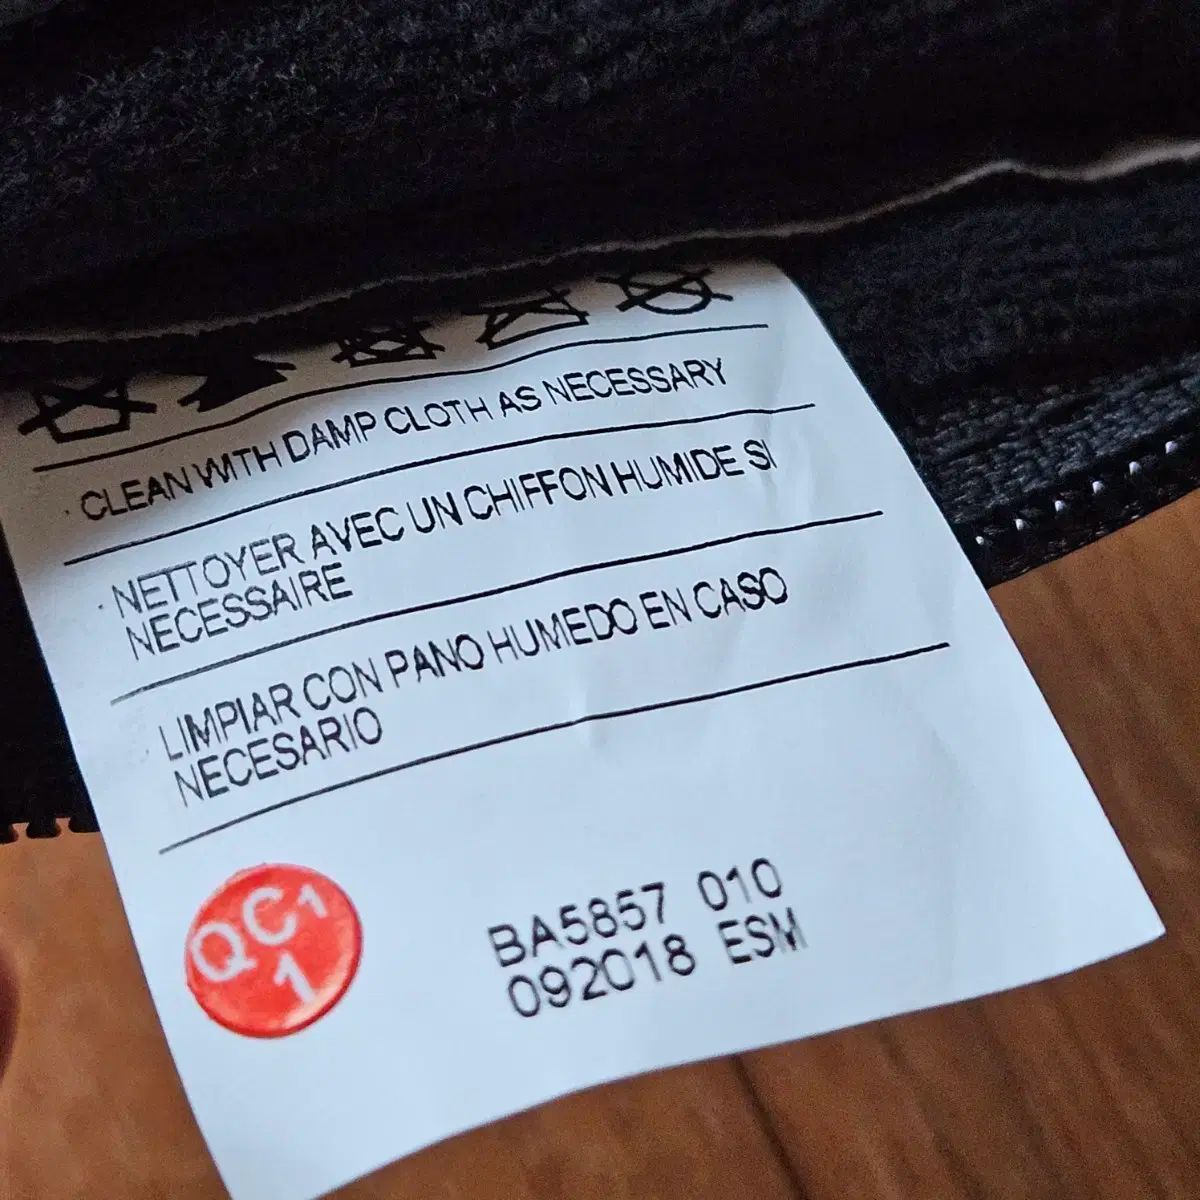 CLEAN WITH DAMP CLOTH AS NECESSARY
NETTOYER AVEC UN CHIFFON HUMIDE SI
NECESSAIRE
LIMPIAR CON PANO HUMEDO EN CASO
NECESARIO
QC1
1
BA5857 010
092018 ESM